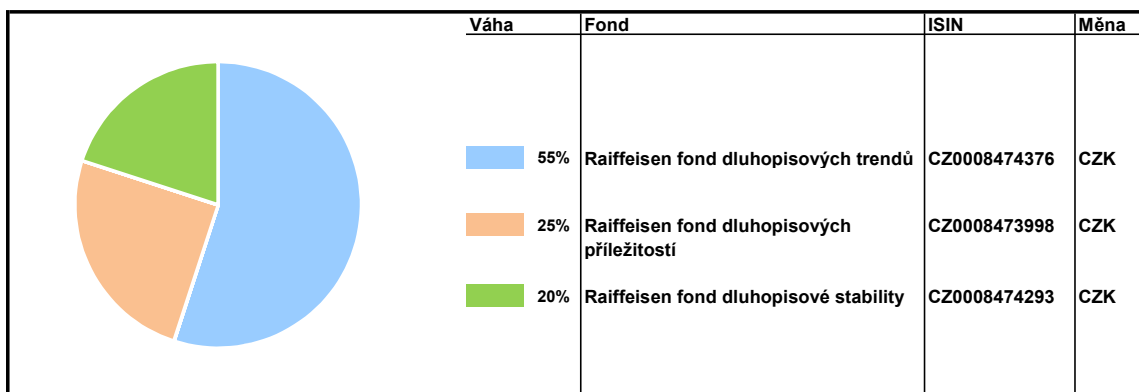 Váha Fond ISIN Měna
55% Raiffeisen fond dluhopisových trendů CZ0008474376 CZK
25% Raiffeisen fond dluhopisových CZ0008473998 CZK
příležitostí
20% Raiffeisen fond dluhopisové stability CZ0008474293 CZK